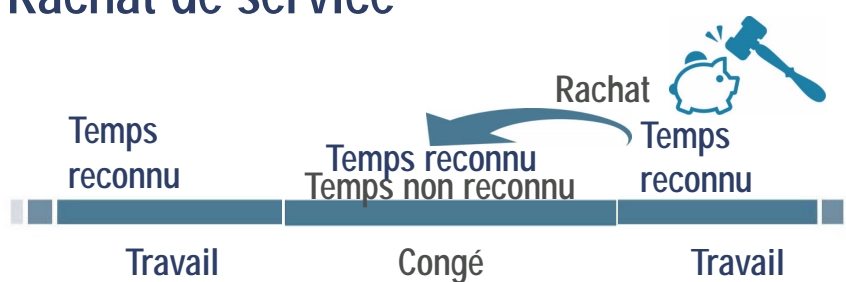 Rachat de service
Rachat
Temps
reconnu
Temps reconnu
Temps non reconnu
Temps
reconnu
Travail
Congé
Travail